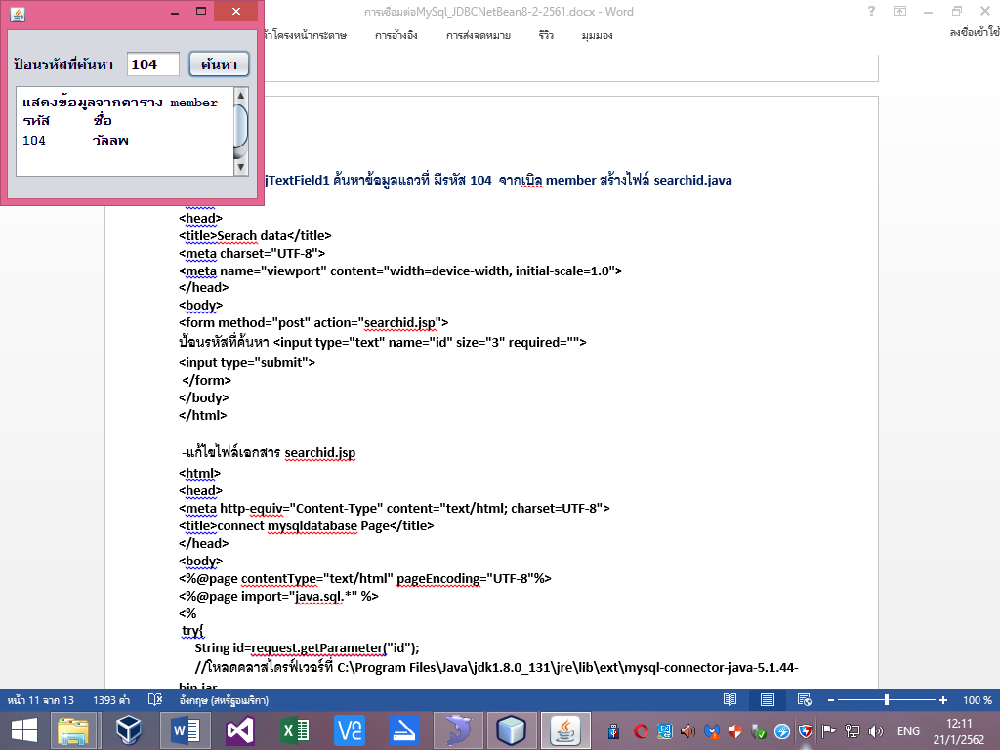 การเชื่อมต่อMySql_JDBCNetBean8-2-2561.docx - Word
ค้าโครงหน้ากระดาษ การอ้างอิง การส่งจดหมาย รีวิว มุมมอง
ลงชื่อเข้าใช้
ป้อนรหัสที่ค้นหา 104 ค้นหา
แสดงข้อมูลจากตาราง member
รหัส ชื่อ
104 วัลลพ
jTextField1 ค้นหาข้อมูลแถวที่ มีรหัส 104 จากเบิล member สร้างไฟล์ searchid.java
<head>
<title>Serach data</title>
<meta charset="UTF-8">
<meta name="viewport" content="width=device-width, initial-scale=1.0">
</head>
<body>
<form method="post" action="searchid.jsp">
ป้อนรหัสที่ค้นหา <input type="text" name="id" size="3" required="">
<input type="submit">
</form>
</body>
</html>
-แก้ไขไฟล์เอกสาร searchid.jsp
<html>
<head>
<meta http-equiv="Content-Type" content="text/html; charset=UTF-8">
<title>connect mysqldatabase Page</title>
</head>
<body>
<%@page contentType="text/html" pageEncoding="UTF-8"%>
<%@page import="java.sql.*" %>
<%
try{
String id=request.getParameter("id");
//โหลดคลาสไดรฟ์เวอร์ที่ C:\Program Files\Java\jdk1.8.0_131\jre\lib\ext\mysql-connector-java-5.1.44-
bin.jar
หน้า 11 จาก 13 1393 คำ อังกฤษ (สหรัฐอเมริกา) 100 %
ENG 12:11
21/1/2562